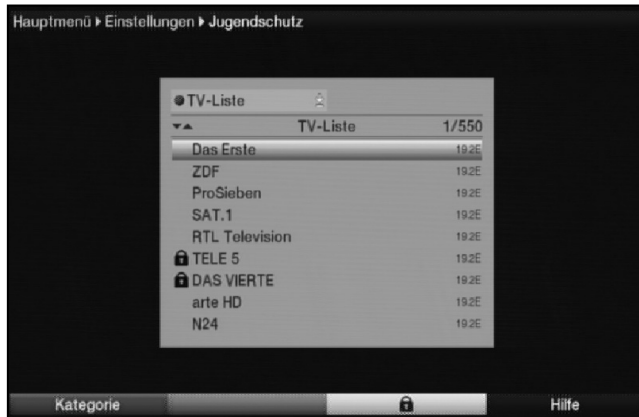 Hauptmenü ▸ Einstellungen ▸ Jugendschutz
TV-Liste
TV-Liste 1/550
Das Erste 19.2E
ZDF 19.2E
ProSieben 19.2E
SAT.1 19.2E
RTL Television 19.2E
TELE 5 19.2E
DAS VIERTE 19.2E
arte HD 19.2E
N24 19.2E
Kategorie Hilfe